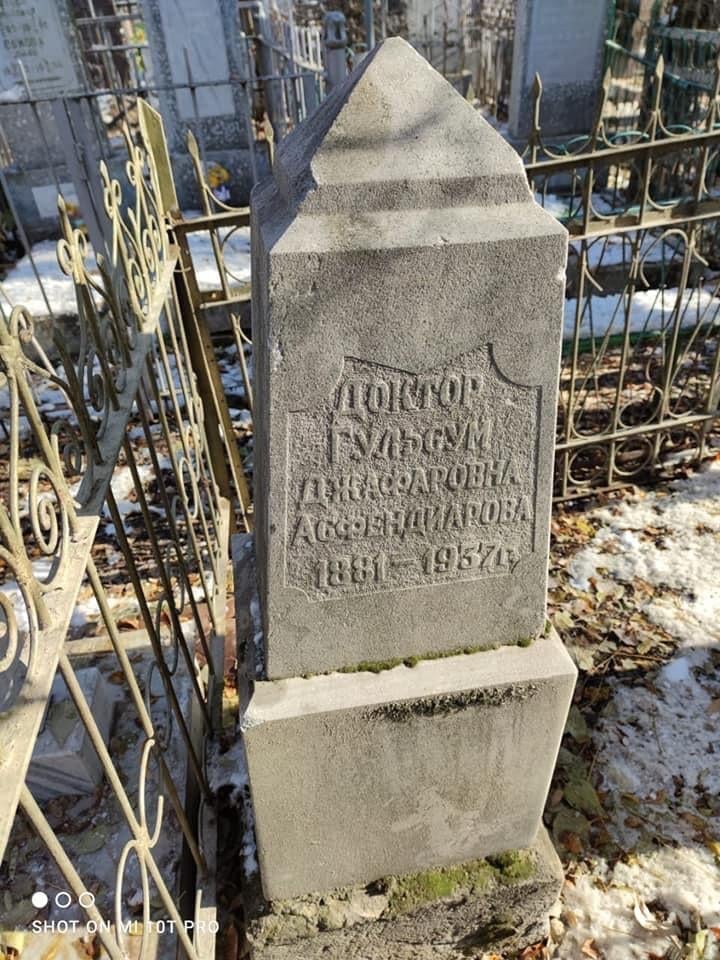 ДОКТОР
ГУЛЬСУМ
ДЖАФАРОВНА
АСФЕНДИАРОВА
1881-1937г.
SHOT ON MI 10T PRO